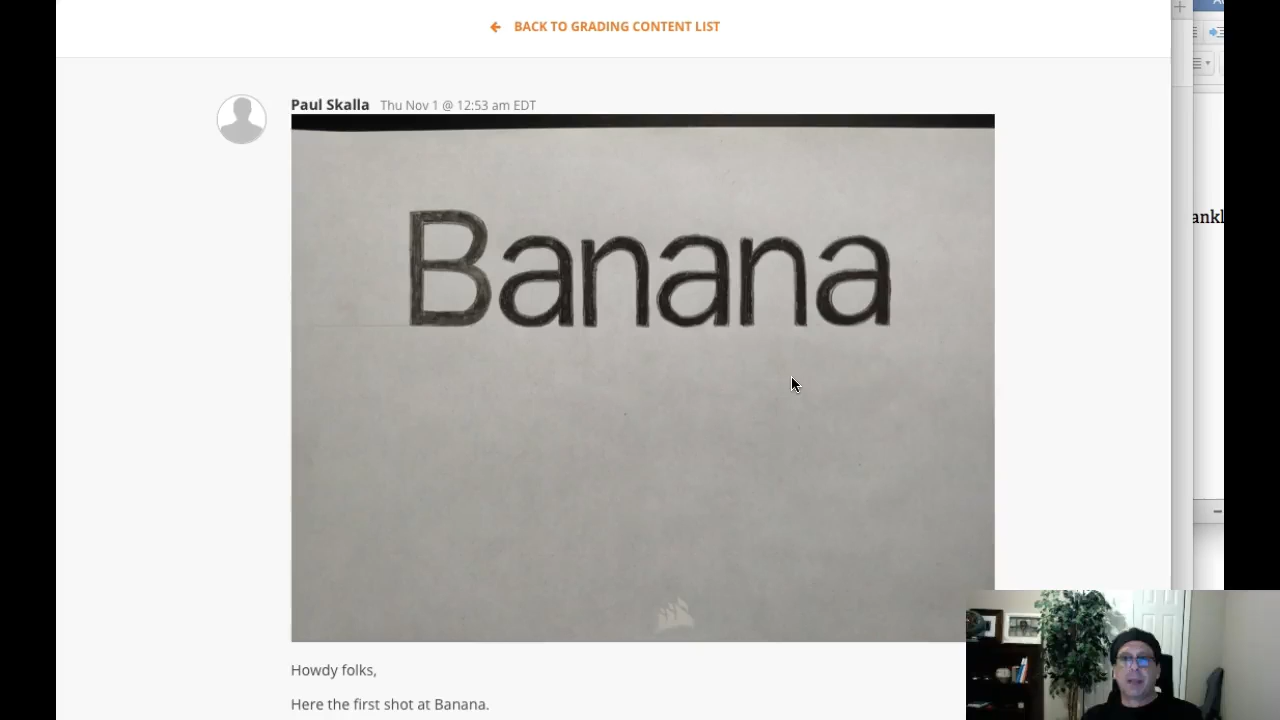 BACK TO GRADING CONTENT LIST
Paul Skalla Thu Nov 1 @ 12:53 am EDT
Banana
ankl
Howdy folks,
Here the first shot at Banana.